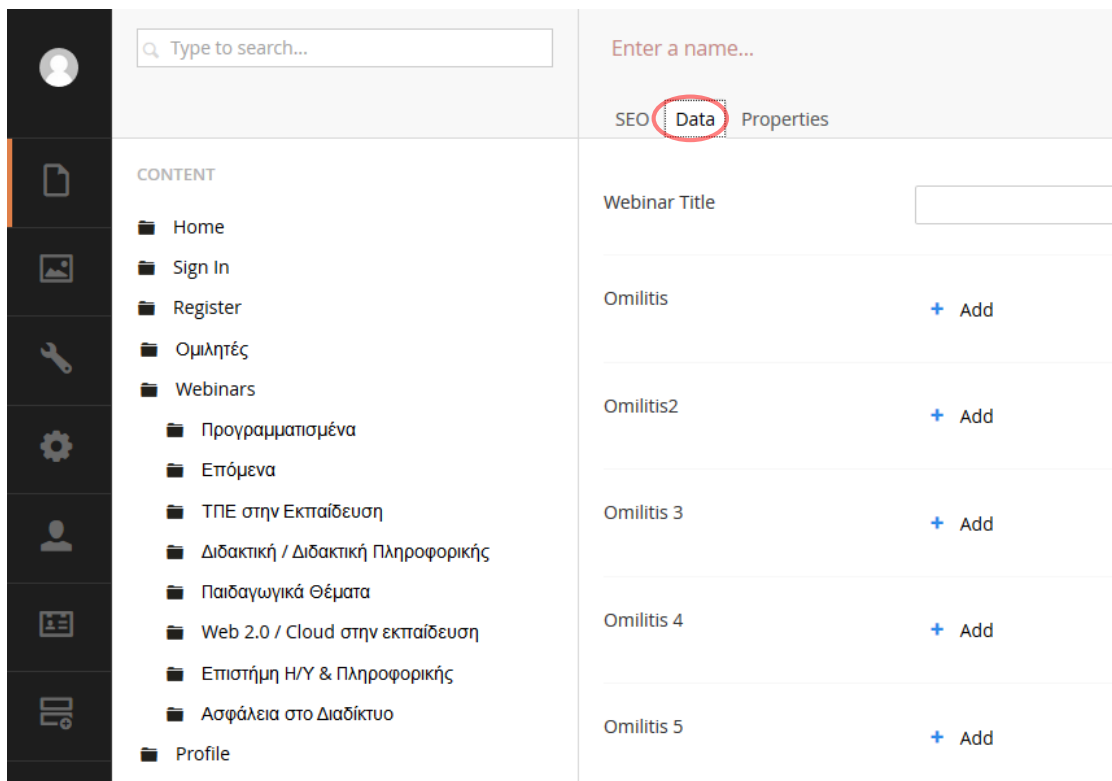 Type to search...
CONTENT
Home
Sign In
Register
Ομιλητές
Webinars
Προγραμματισμένα
Επόμενα
ΤΠΕ στην Εκπαίδευση
Διδακτική / Διδακτική Πληροφορικής
Παιδαγωγικά Θέματα
Web 2.0 / Cloud στην εκπαίδευση
Επιστήμη Η/Υ & Πληροφορικής
Ασφάλεια στο Διαδίκτυο
Profile
Enter a name...
SEO Data Properties
Webinar Title
Omilitis
+ Add
Omilitis2
+ Add
Omilitis 3
+ Add
Omilitis 4
+ Add
Omilitis 5
+ Add